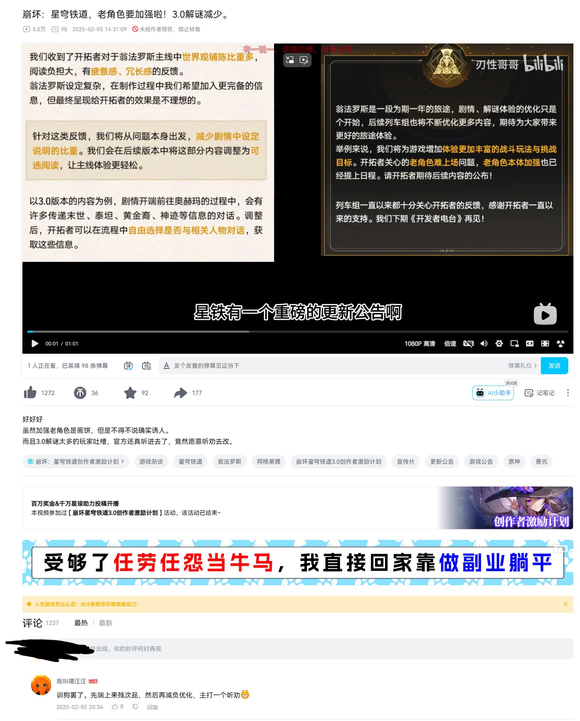 崩坏：星穹铁道，老角色要加强啦！3.0解谜减少。
5.0万 98 2025-02-05 14:31:09 未经作者授权，禁止转载
我们收到了开拓者对于翁法罗斯主线中世界观铺陈比重多，
阅读负担大，有疲惫感、冗长感的反馈。
翁法罗斯设定复杂，在制作过程中我们希望加入更完备的信
息，但最终呈现给开拓者的效果是不理想的。
针对这类反馈，我们将从问题本身出发，减少剧情中设定
说明的比重。我们会在后续版本中将这部分内容调整为可
选阅读，让主线体验更轻松。
以3.0版本的内容为例，剧情开端前往奥赫玛的过程中，会有
许多传递末世、泰坦、黄金裔、神迹等信息的对话。调整
后，开拓者可以在流程中自由选择是否与相关人物对话，获
取这些信息。
刃性哥哥 bilibili
翁法罗斯是一段为期一年的旅途，剧情、解谜体验的优化只是
个开始，后续列车组也将不断优化更多内容，期待为大家带来
更好的旅途体验。
举例来说，我们将为游戏增加体验更加丰富的战斗玩法与挑战
目标。开拓者关心的老角色难上场问题，老角色本体加强也已
经提上日程。请开拓者期待后续内容的公布！
列车组一直以来都十分关心开拓者的反馈，感谢开拓者一直以
来的支持。我们下期《开发者电台》再见！
星铁有一个重磅的更新公告啊
00:01 / 01:01 1080P 高清 倍速
1 人正在看，已装填 98 条弹幕 发个友善的弹幕见证当下 弹幕礼仪 发送
1272 36 92 177 测试版 AI小助手 记笔记
好好好
虽然加强老角色是画饼，但是不得不说确实诱人。
而且3.0解谜太多的玩家吐槽，官方还真听进去了，竟然愿意听劝去改。
崩坏：星穹铁道创作者激励计划 游戏杂谈 星穹铁道 翁法罗斯 阿格莱雅 崩坏星穹铁道3.0创作者激励计划 宣传片 更新公告 游戏公告 原神 景元
百万奖金&千万星琼助力投稿开播
本视频参加过 [ 崩坏星穹铁道3.0创作者激励计划 ] 活动，该活动已结束~
创作者激励计划
受够了任劳任怨当牛马，我直接回家靠做副业躺平
评论 1237 最热 最新
出现，你的妙评何时再现
我叫嘿汪汪
训狗罢了。先端上来找次品，然后再减负优化，主打一个听劝
2025-02-05 20:34 8 回复